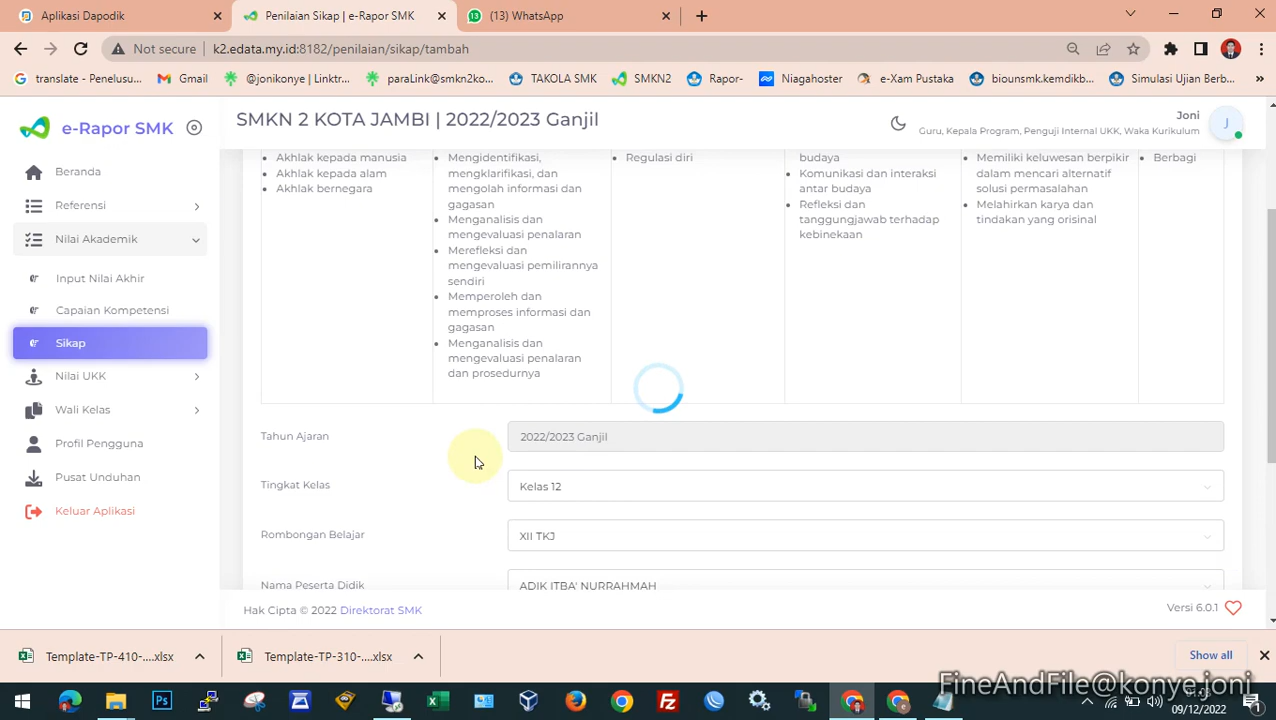 Aplikasi Dapodik
Penilaian Sikap | e-Rapor SMK
(13) WhatsApp
Not secure
k2.edata.my.id:8182/penilaian/sikap/tambah
translate - Penelusu...
Gmail
@jonikonye | Linktr...
paraLink@smkn2ko...
TAKOLA SMK
SMKN2
Rapor-
Niagahoster
e-Xam Pustaka
biounsmk.kemdikb...
Simulasi Ujian Berb...
e-Rapor SMK
SMKN 2 KOTA JAMBI | 2022/2023 Ganjil
Joni
Guru, Kepala Program, Penguji Internal UKK, Waka Kurikulum
J
Beranda
Referensi
Nilai Akademik
Input Nilai Akhir
Capaian Kompetensi
Sikap
Nilai UKK
Wali Kelas
Profil Pengguna
Pusat Unduhan
Keluar Aplikasi
Akhlak kepada manusia
Akhlak kepada alam
Akhlak bernegara
Mengidentifikasi,
mengklarifikasi, dan
mengolah informasi dan
gagasan
Menganalisis dan
mengevaluasi penalaran
Merefleksi dan
mengevaluasi pemilirannya
sendiri
Memperoleh dan
memproses informasi dan
gagasan
Menganalisis dan
mengevaluasi penalaran
dan prosedurnya
Regulasi diri
budaya
Komunikasi dan interaksi
antar budaya
Refleksi dan
tanggungjawab terhadap
kebinekaan
Memiliki keluwesan berpikir
dalam mencari alternatif
solusi permasalahan
Melahirkan karya dan
tindakan yang orisinal
Berbagi
Tahun Ajaran
2022/2023 Ganjil
Tingkat Kelas
Kelas 12
Rombongan Belajar
XII TKJ
Nama Peserta Didik
ADIK ITBA' NURRAHMAH
Hak Cipta © 2022 Direktorat SMK
Versi 6.0.1
Template-TP-410-....xlsx
Template-TP-310-....xlsx
Show all
FineAndFile@konye.joni
09/12/2022